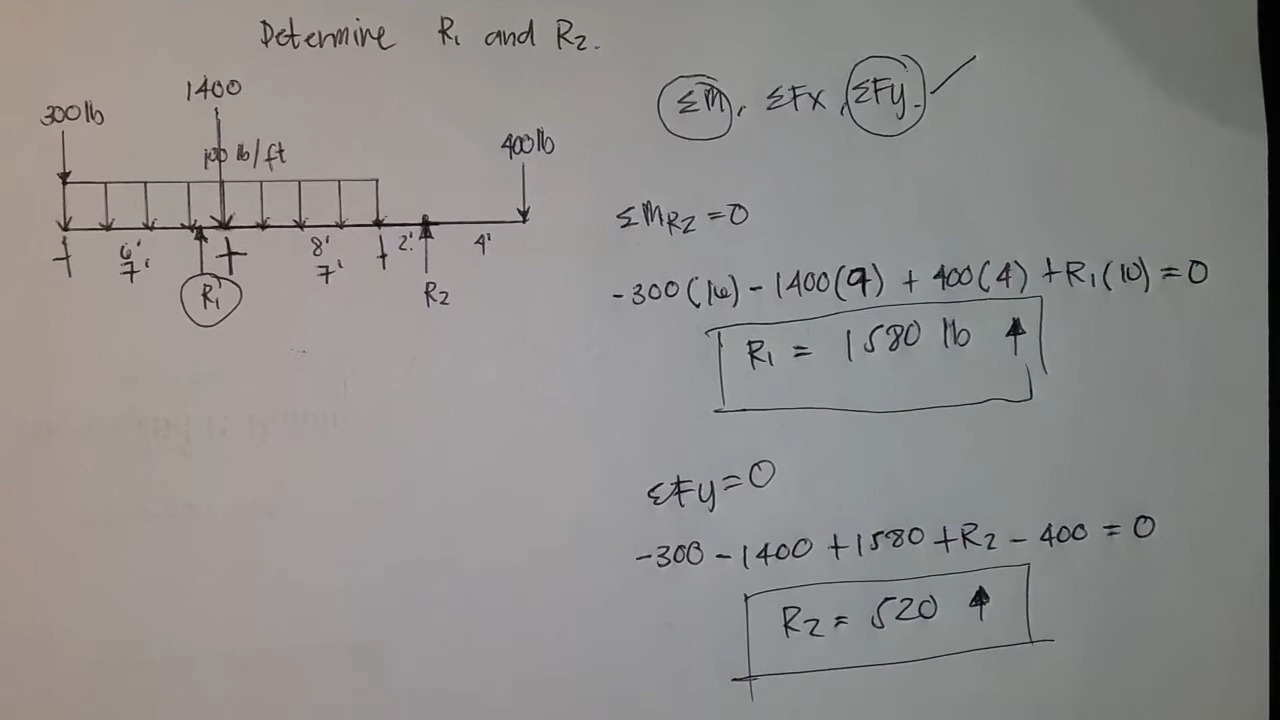 Determine R1 and R2.
ΣM, ΣFx, ΣFy.
1400
300 lb
100 lb/ft
400 lb
6' 8' 2' 4'
7' 7'
R1 R2
ΣMR2 = 0
-300(16) - 1400(9) + 400(4) + R1(10) = 0
R1 = 1580 lb ↑
ΣFy = 0
-300 - 1400 + 1580 + R2 - 400 = 0
R2 = 520 ↑